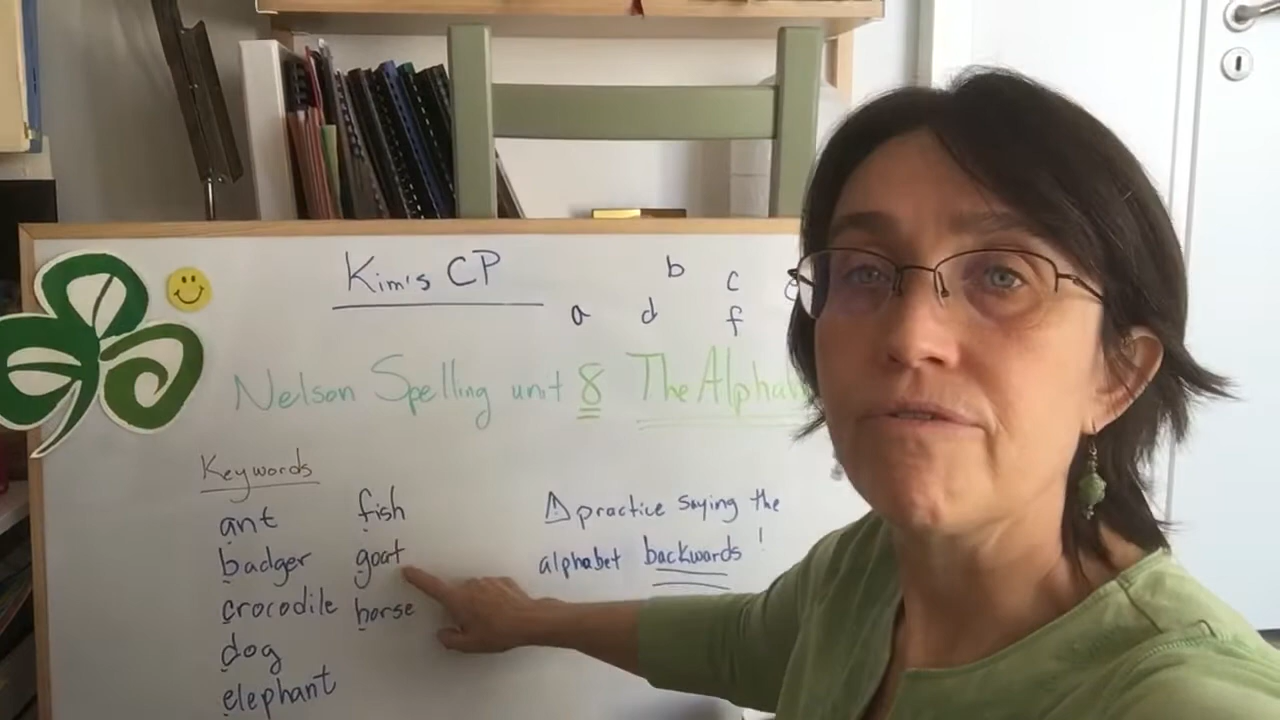 Kim's CP
b c
a d f
Nelson Spelling unit 8 The Alphab
Keywords
ant
badger
crocodile
dog
elephant
fish
goat
horse
⚠ practice saying the
alphabet backwards !